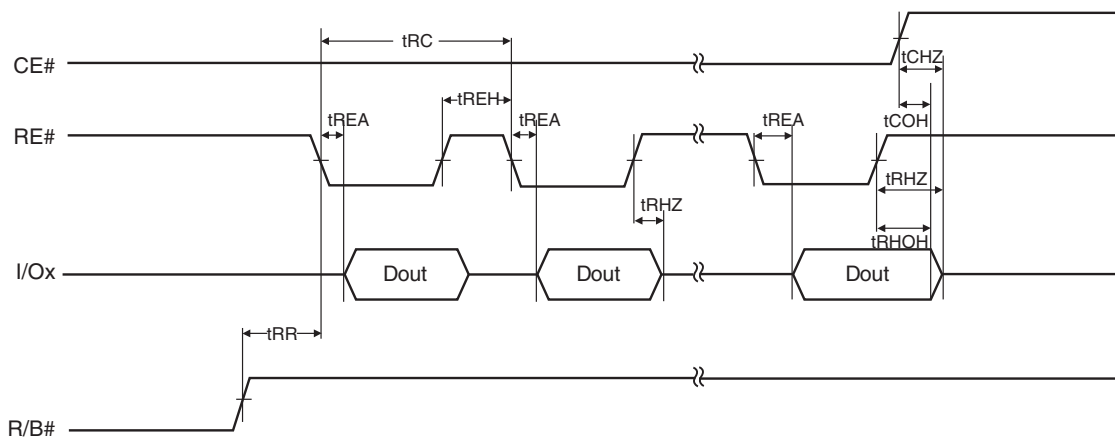 tRC
CE#
tCHZ
tREH
tREA
tREA
tREA
tCOH
RE#
tRHZ
tRHZ
tRHOH
I/Ox
Dout
Dout
Dout
tRR
R/B#